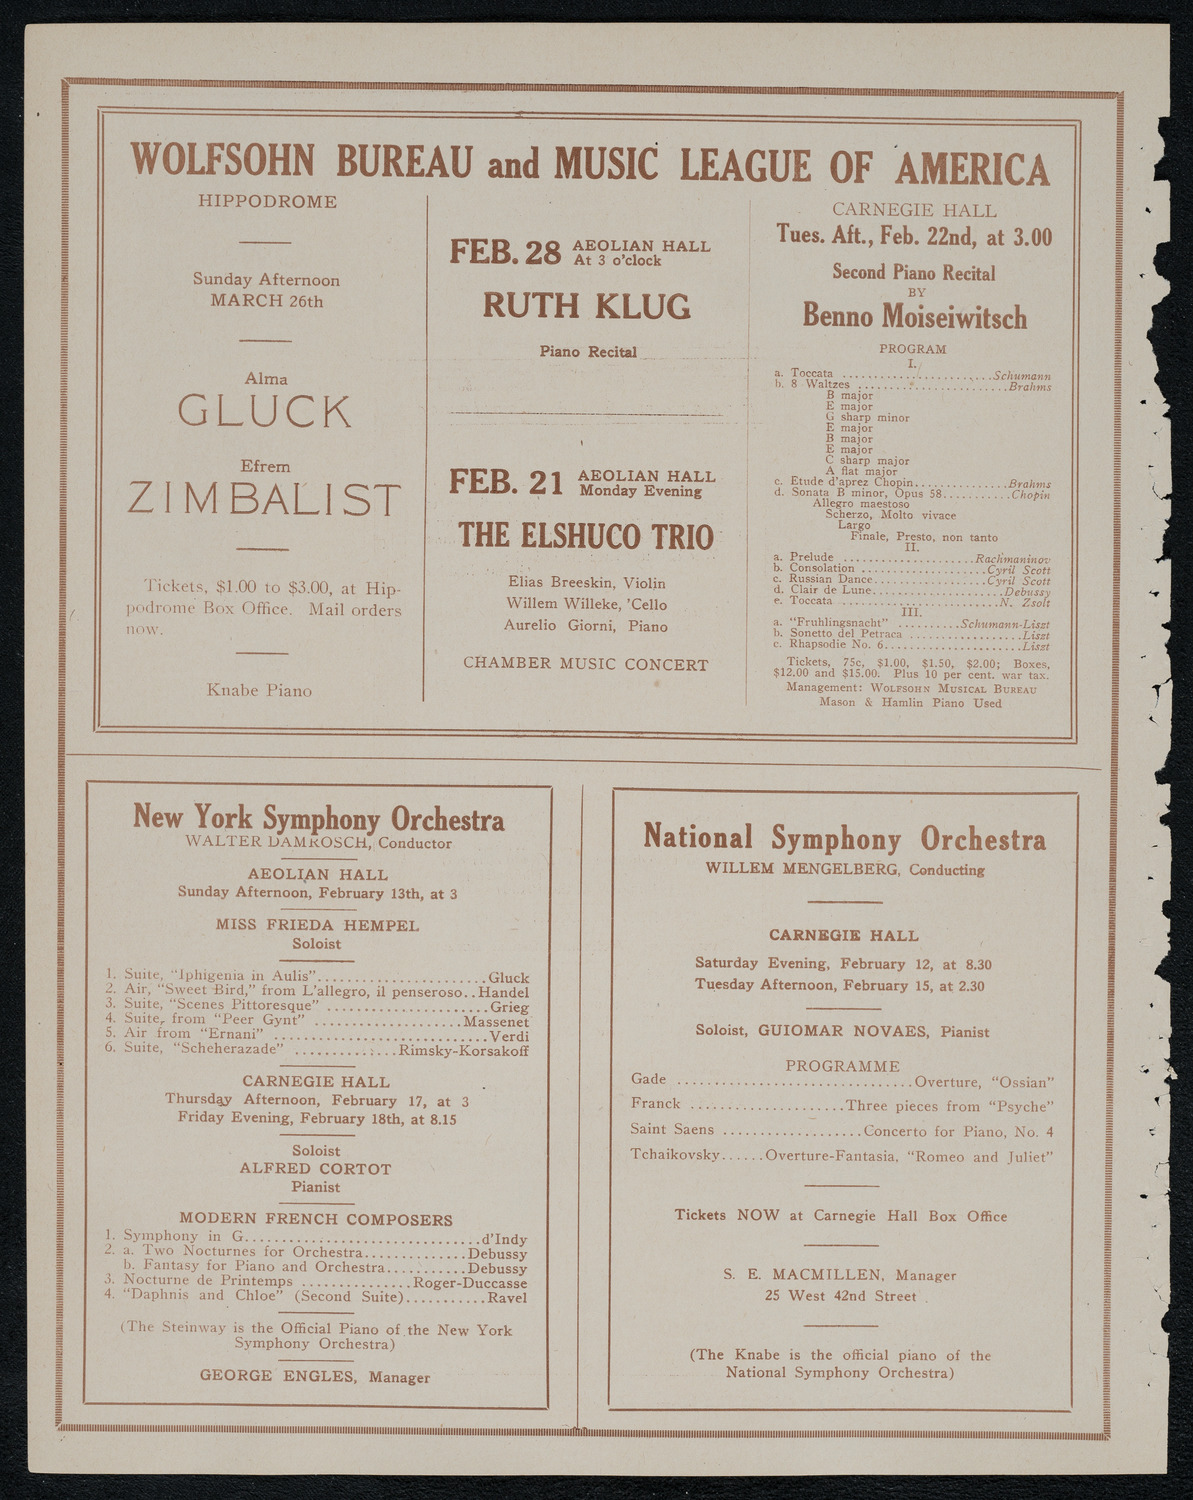 WOLFSOHN BUREAU and MUSIC LEAGUE OF AMERICA
HIPPODROME
Sunday Afternoon
MARCH 26th
Alma
GLUCK
Efrem
ZIMBALIST
Tickets, $1.00 to $3.00, at Hip-
podrome Box Office. Mail orders
now.
Knabe Piano
FEB. 28 AEOLIAN HALL
At 3 o'clock
RUTH KLUG
Piano Recital
FEB. 21 AEOLIAN HALL
Monday Evening
THE ELSHUCO TRIO
Elias Breeskin, Violin
Willem Willeke, 'Cello
Aurelio Giorni, Piano
CHAMBER MUSIC CONCERT
CARNEGIE HALL
Tues. Aft., Feb. 22nd, at 3.00
Second Piano Recital
BY
Benno Moiseiwitsch
PROGRAM
I.
a. Toccata ........................Schumann
b. 8 Waltzes ........................Brahms
B major
E major
G sharp minor
E major
B major
E major
C sharp major
A flat major
c. Etude d'aprez Chopin..............Brahms
d. Sonata B minor, Opus 58...........Chopin
Allegro maestoso
Scherzo, Molto vivace
Largo
Finale, Presto, non tanto
II.
a. Prelude ....................Rachmaninov
b. Consolation ...................Cyril Scott
c. Russian Dance.................Cyril Scott
d. Clair de Lune....................Debussy
e. Toccata ........................N. Zsolt
III.
a. "Fruhlingsnacht" ..........Schumann-Liszt
b. Sonetto del Petraca .................Liszt
c. Rhapsodie No. 6.....................Liszt
Tickets, 75c, $1.00, $1.50, $2.00; Boxes,
$12.00 and $15.00. Plus 10 per cent. war tax.
Management: WOLFSOHN MUSICAL BUREAU
Mason & Hamlin Piano Used
New York Symphony Orchestra
WALTER DAMROSCH, Conductor
AEOLIAN HALL
Sunday Afternoon, February 13th, at 3
MISS FRIEDA HEMPEL
Soloist
1. Suite, "Iphigenia in Aulis".....................Gluck
2. Air, "Sweet Bird," from L'allegro, il penseroso..Handel
3. Suite, "Scenes Pittoresque" ....................Grieg
4. Suite, from "Peer Gynt" ...................Massenet
5. Air from "Ernani" ..............................Verdi
6. Suite, "Scheherazade" .............Rimsky-Korsakoff
CARNEGIE HALL
Thursday Afternoon, February 17, at 3
Friday Evening, February 18th, at 8.15
Soloist
ALFRED CORTOT
Pianist
MODERN FRENCH COMPOSERS
1. Symphony in G.............................d'Indy
2. a. Two Nocturnes for Orchestra.............Debussy
b. Fantasy for Piano and Orchestra..........Debussy
3. Nocturne de Printemps ..............Roger-Duccasse
4. "Daphnis and Chloe" (Second Suite)...........Ravel
(The Steinway is the Official Piano of the New York
Symphony Orchestra)
GEORGE ENGLES, Manager
National Symphony Orchestra
WILLEM MENGELBERG, Conducting
CARNEGIE HALL
Saturday Evening, February 12, at 8.30
Tuesday Afternoon, February 15, at 2.30
Soloist, GUIOMAR NOVAES, Pianist
PROGRAMME
Gade ...............................Overture, "Ossian"
Franck ....................Three pieces from "Psyche"
Saint Saens ..................Concerto for Piano, No. 4
Tchaikovsky......Overture-Fantasia, "Romeo and Juliet"
Tickets NOW at Carnegie Hall Box Office
S. E. MACMILLEN, Manager
25 West 42nd Street
(The Knabe is the official piano of the
National Symphony Orchestra)